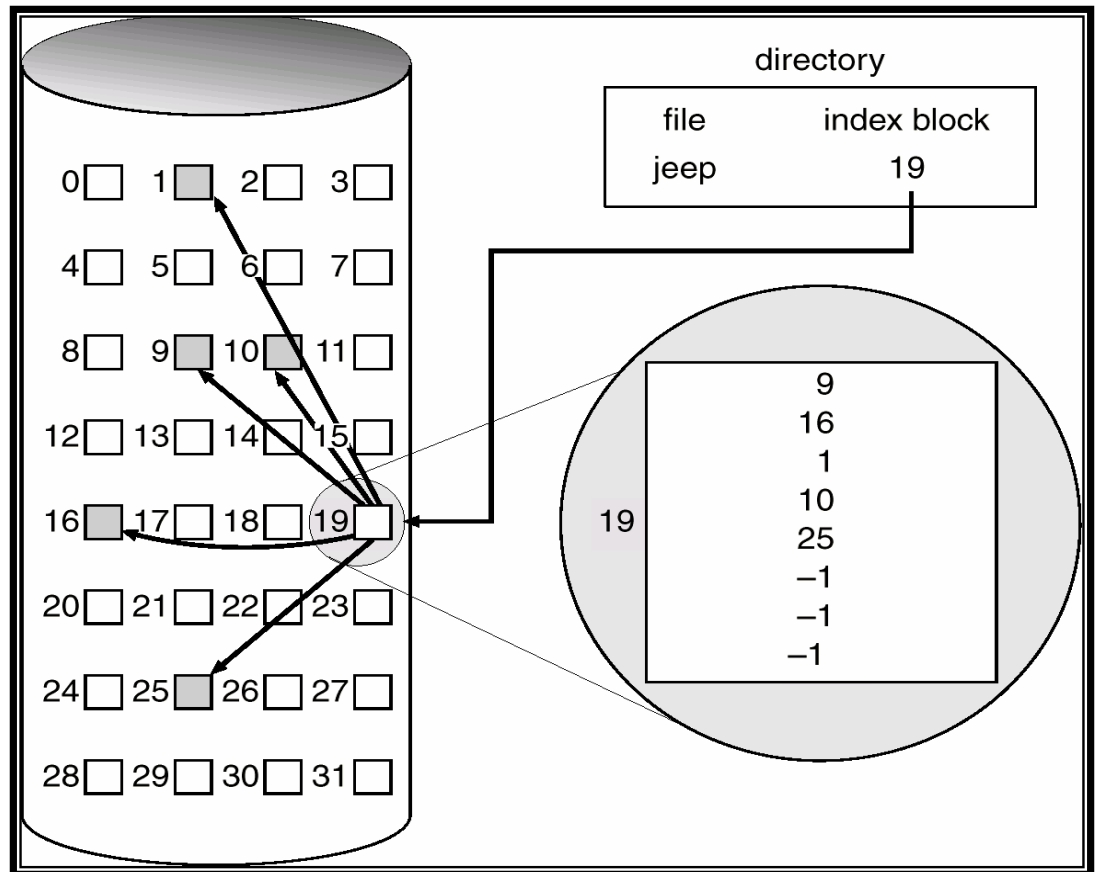 directory
file index block
jeep 19
0 1 2 3
4 5 6 7
8 9 10 11
12 13 14 15
16 17 18 19
20 21 22 23
24 25 26 27
28 29 30 31
19
9
16
1
10
25
–1
–1
–1